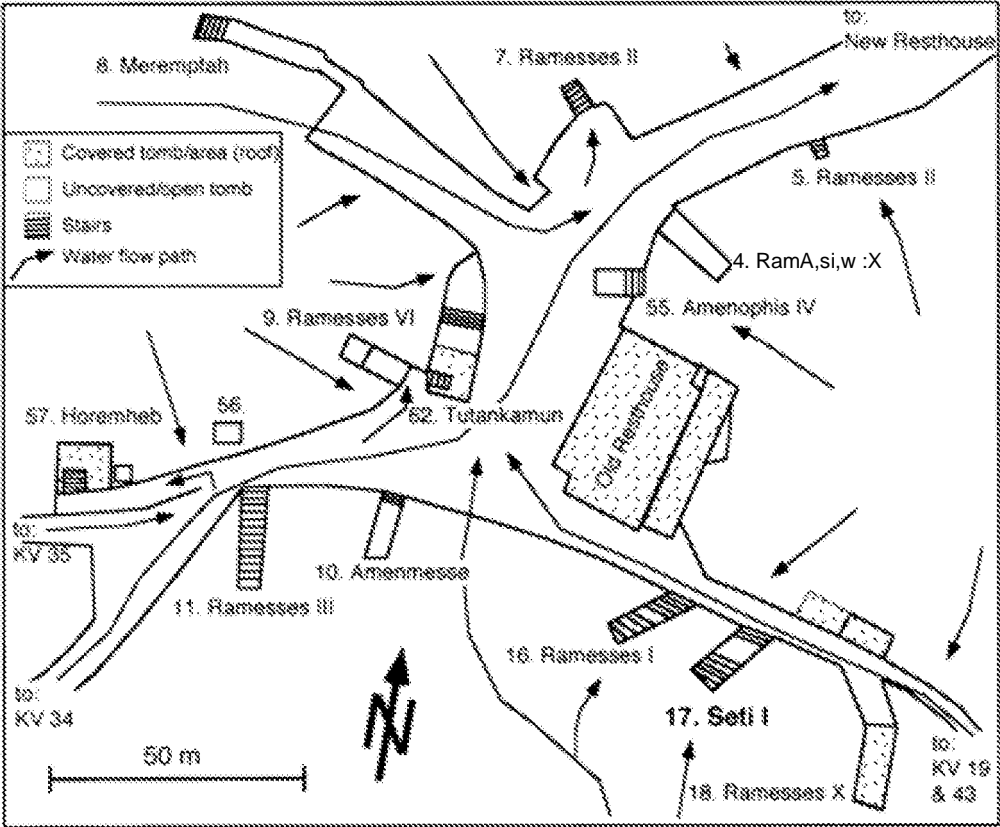 to:
New Resthouse
8. Meremptah
7. Ramesses II
Covered tomb/area (roof)
Uncovered/open tomb
Stairs
Water flow path
5. Ramesses II
4. RamA,si,w :X
55. Amenophis IV
9. Ramesses VI
62. Tutankamun
57. Horemheb
56.
Old Resthouse
to:
KV 35
10. Amenmesse
11. Ramesses III
16. Ramesses I
17. Seti I
18. Ramesses X
to:
KV 34
N
50 m
to:
KV 19
& 43